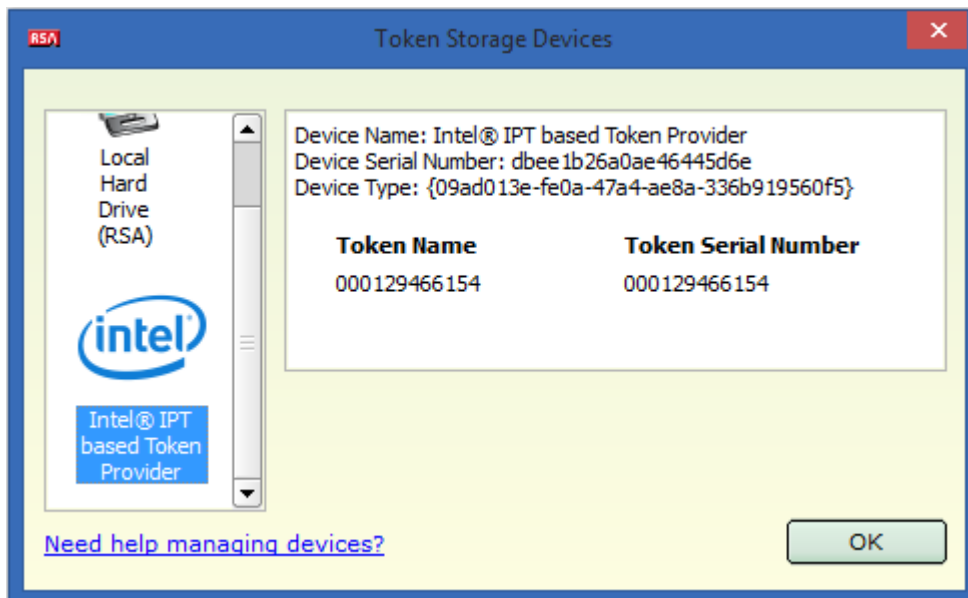 RSA
Token Storage Devices
Local
Hard
Drive
(RSA)
intel
Intel® IPT
based Token
Provider
Device Name: Intel® IPT based Token Provider
Device Serial Number: dbee1b26a0ae46445d6e
Device Type: {09ad013e-fe0a-47a4-ae8a-336b919560f5}
Token Name Token Serial Number
000129466154 000129466154
Need help managing devices?
OK